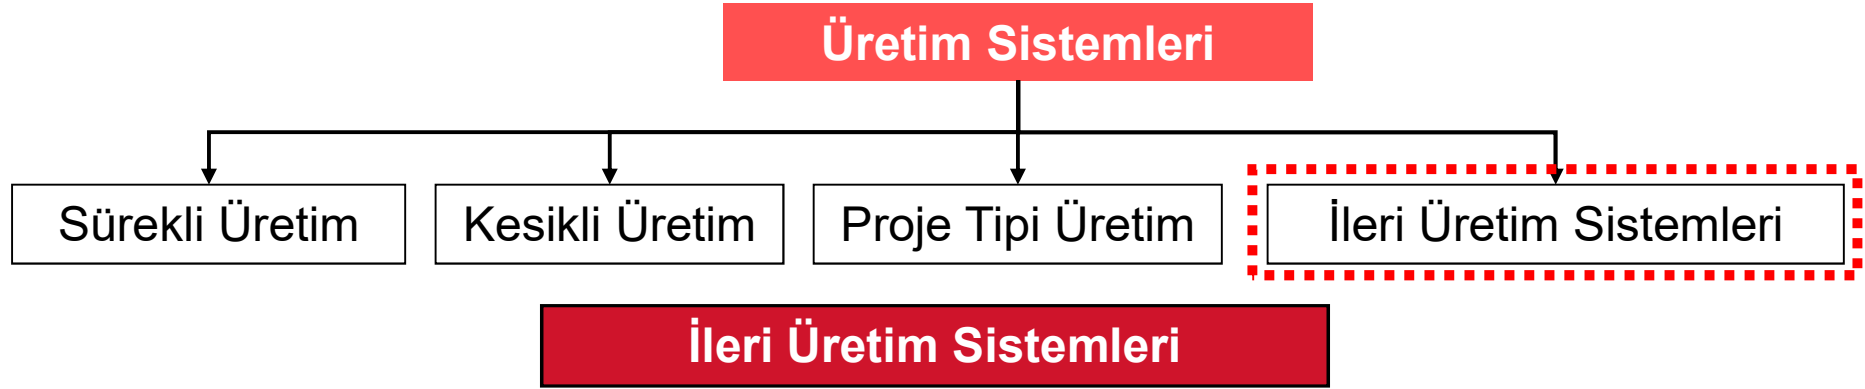 Üretim Sistemleri
Sürekli Üretim
Kesikli Üretim
Proje Tipi Üretim
İleri Üretim Sistemleri
İleri Üretim Sistemleri